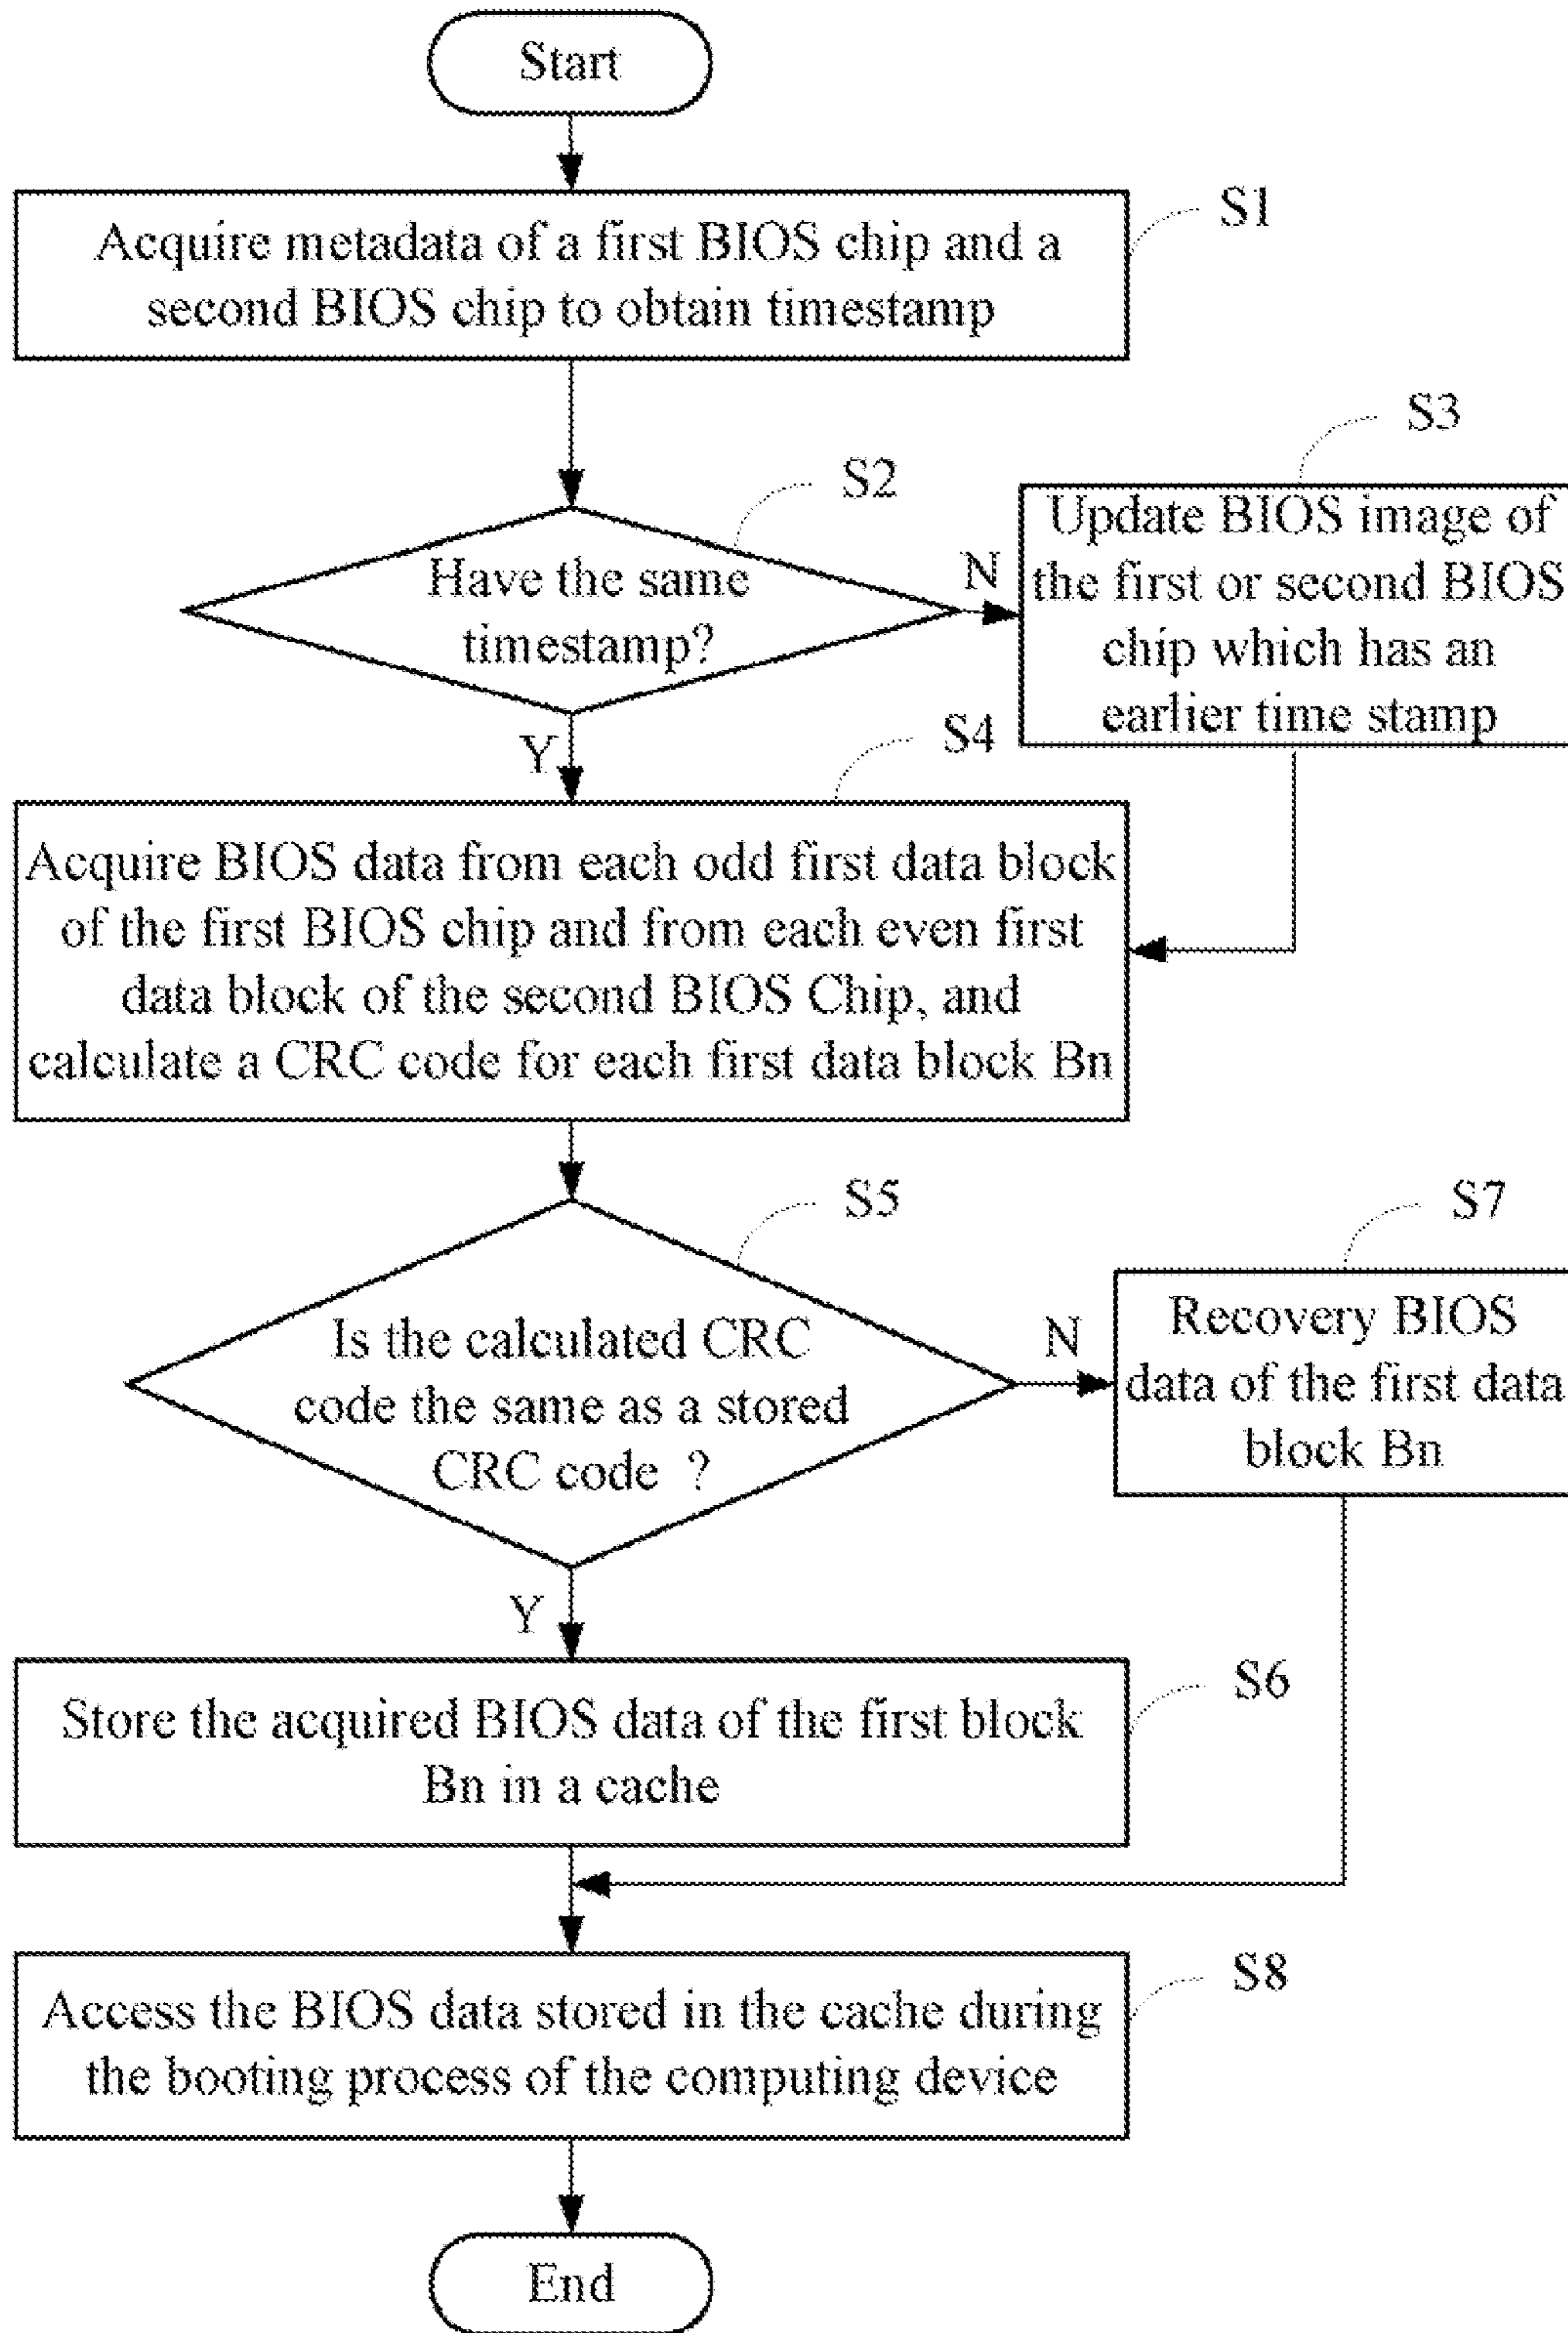 Start
S1
Acquire metadata of a first BIOS chip and a
second BIOS chip to obtain timestamp
S2
Have the same
timestamp?
N
Y
S3
Update BIOS image of
the first or second BIOS
chip which has an
earlier time stamp
S4
Acquire BIOS data from each odd first data block
of the first BIOS chip and from each even first
data block of the second BIOS Chip, and
calculate a CRC code for each first data block Bn
S5
Is the calculated CRC
code the same as a stored
CRC code ?
N
Y
S7
Recovery BIOS
data of the first data
block Bn
S6
Store the acquired BIOS data of the first block
Bn in a cache
S8
Access the BIOS data stored in the cache during
the booting process of the computing device
End